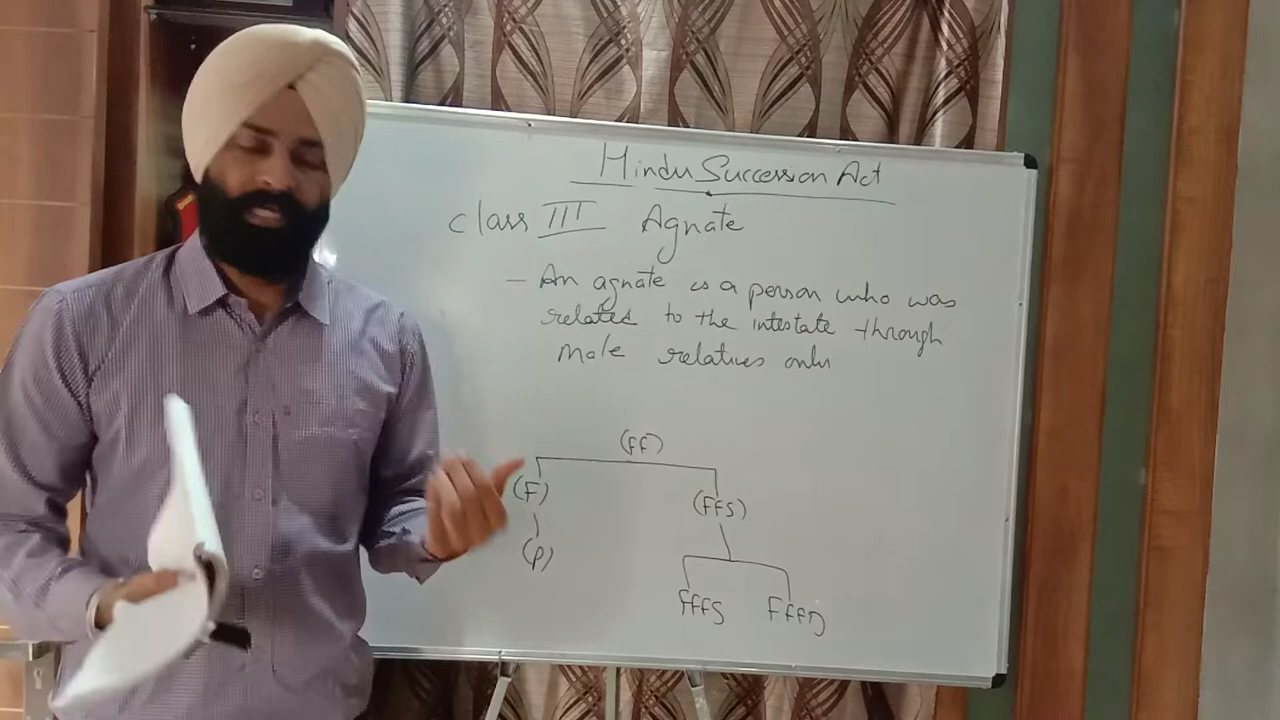 Hindu Succession Act
class III Agnate
- An agnate is a person who was
related to the intestate through
Male relatives only
(FF)
(F) (FFS)
(P)
FFFS FFFD